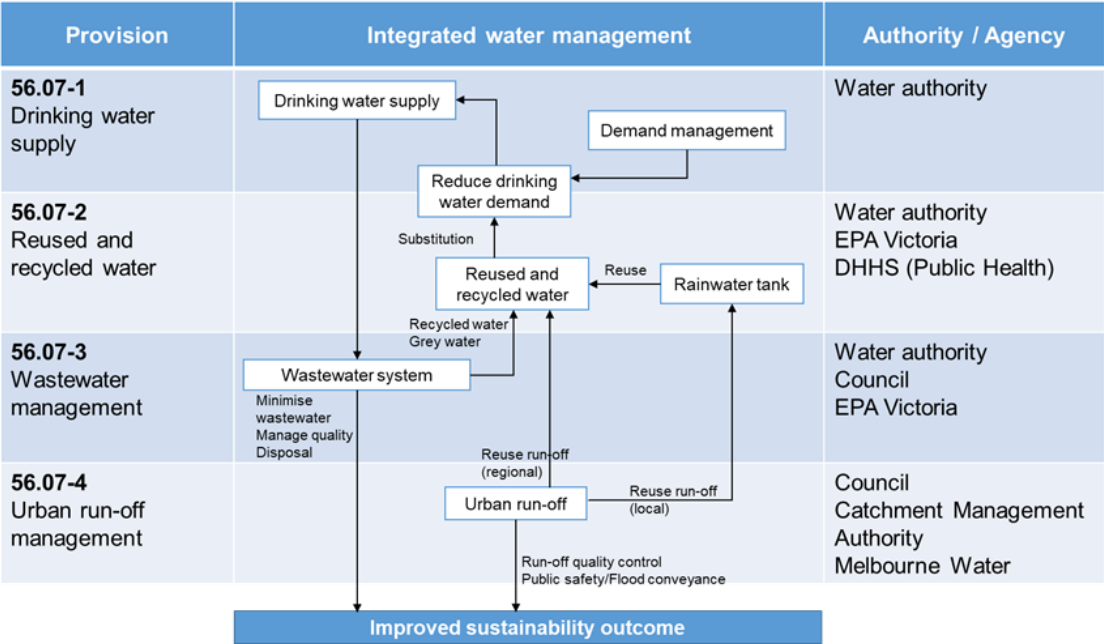 Provision
Integrated water management
Authority / Agency
56.07-1
Drinking water
supply
Drinking water supply
Demand management
Reduce drinking
water demand
Water authority
56.07-2
Reused and
recycled water
Substitution
Reused and
recycled water
Reuse
Rainwater tank
Recycled water
Grey water
Water authority
EPA Victoria
DHHS (Public Health)
56.07-3
Wastewater
management
Wastewater system
Minimise
wastewater
Manage quality
Disposal
Reuse run-off
(regional)
Water authority
Council
EPA Victoria
56.07-4
Urban run-off
management
Urban run-off
Reuse run-off
(local)
Run-off quality control
Public safety/Flood conveyance
Council
Catchment Management
Authority
Melbourne Water
Improved sustainability outcome